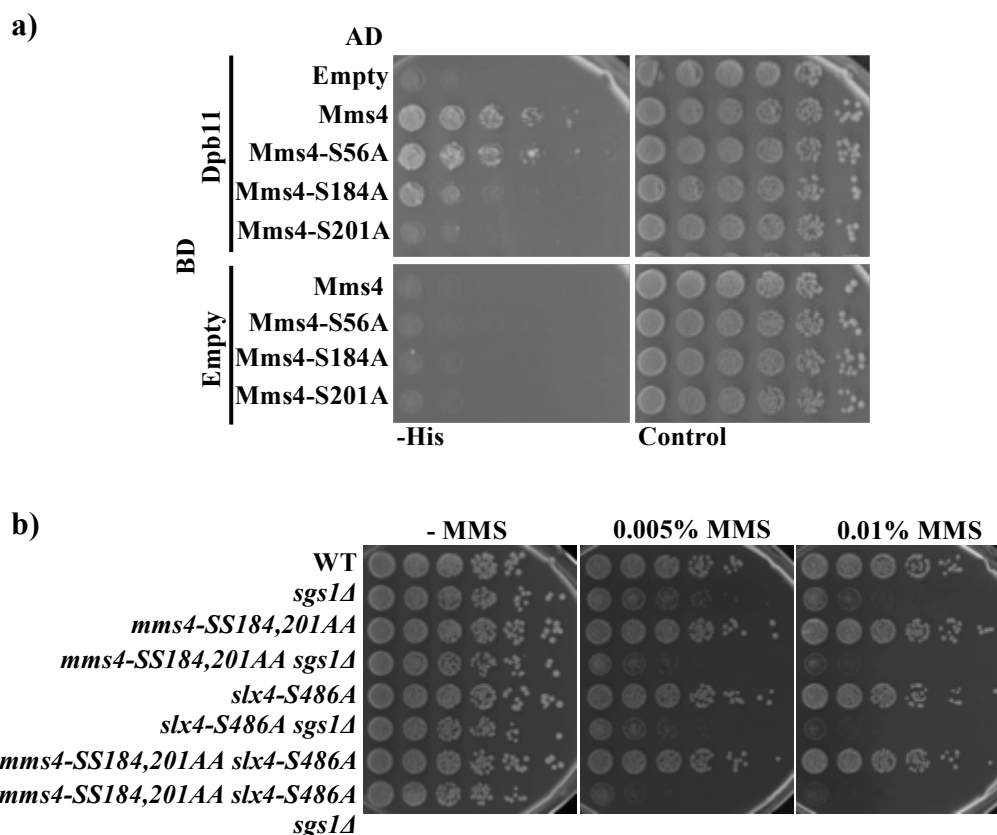 a)
AD
Empty
Mms4
Mms4-S56A
Mms4-S184A
Mms4-S201A
Dpb11
BD
Mms4
Mms4-S56A
Mms4-S184A
Mms4-S201A
Empty
-His
Control
b)
- MMS
0.005% MMS
0.01% MMS
WT
sgs1Δ
mms4-SS184,201AA
mms4-SS184,201AA sgs1Δ
slx4-S486A
slx4-S486A sgs1Δ
mms4-SS184,201AA slx4-S486A
mms4-SS184,201AA slx4-S486A
sgs1Δ